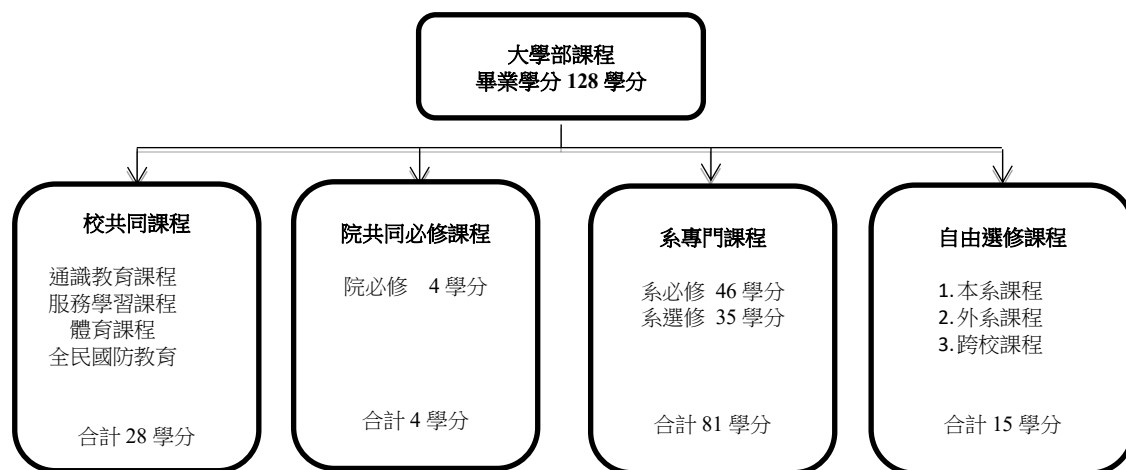 大學部課程
畢業學分 128 學分
校共同課程
通識教育課程
服務學習課程
體育課程
全民國防教育
合計 28 學分
院共同必修課程
院必修 4 學分
合計 4 學分
系專門課程
系必修 46 學分
系選修 35 學分
合計 81 學分
自由選修課程
1. 本系課程
2. 外系課程
3. 跨校課程
合計 15 學分